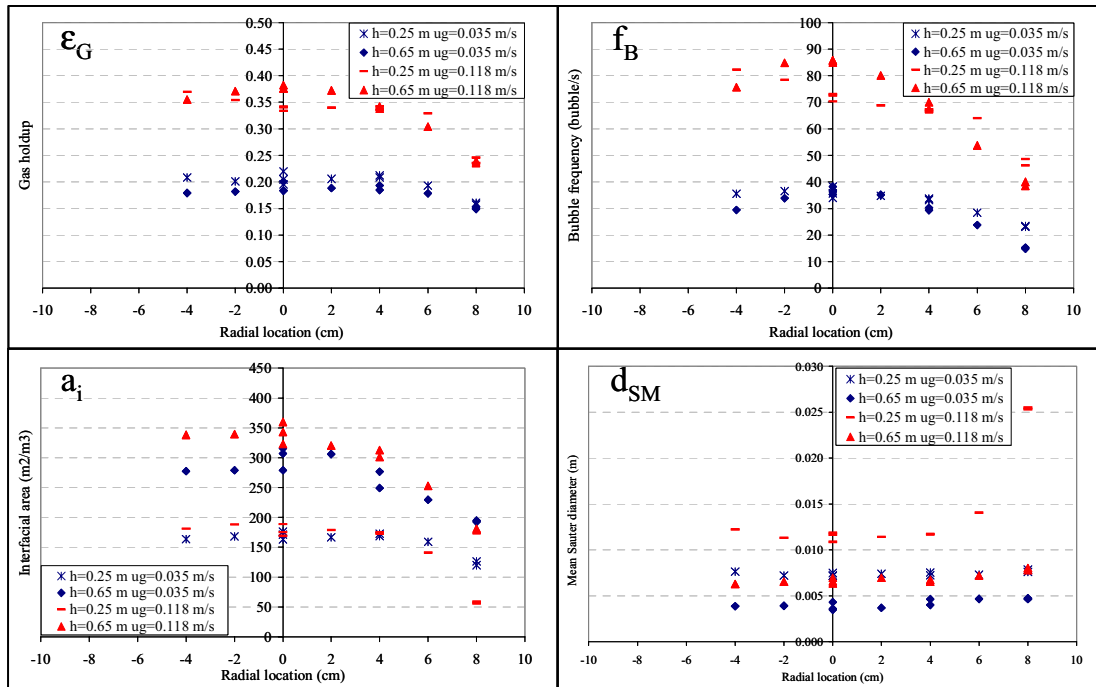 ε_G
0.50
0.45
0.40
0.35
0.30
0.25
0.20
0.15
0.10
0.05
0.00
Gas holdup
h=0.25 m ug=0.035 m/s
h=0.65 m ug=0.035 m/s
h=0.25 m ug=0.118 m/s
h=0.65 m ug=0.118 m/s
-10 -8 -6 -4 -2 0 2 4 6 8 10
Radial location (cm)
f_B
100
90
80
70
60
50
40
30
20
10
0
Bubble frequency (bubble/s)
h=0.25 m ug=0.035 m/s
h=0.65 m ug=0.035 m/s
h=0.25 m ug=0.118 m/s
h=0.65 m ug=0.118 m/s
-10 -8 -6 -4 -2 0 2 4 6 8 10
Radial location (cm)
a_i
450
400
350
300
250
200
150
100
50
0
Interfacial area (m2/m3)
h=0.25 m ug=0.035 m/s
h=0.65 m ug=0.035 m/s
h=0.25 m ug=0.118 m/s
h=0.65 m ug=0.118 m/s
-10 -8 -6 -4 -2 0 2 4 6 8 10
Radial location (cm)
d_SM
0.030
0.025
0.020
0.015
0.010
0.005
0.000
Mean Sauter diameter (m)
h=0.25 m ug=0.035 m/s
h=0.65 m ug=0.035 m/s
h=0.25 m ug=0.118 m/s
h=0.65 m ug=0.118 m/s
-10 -8 -6 -4 -2 0 2 4 6 8 10
Radial location (cm)